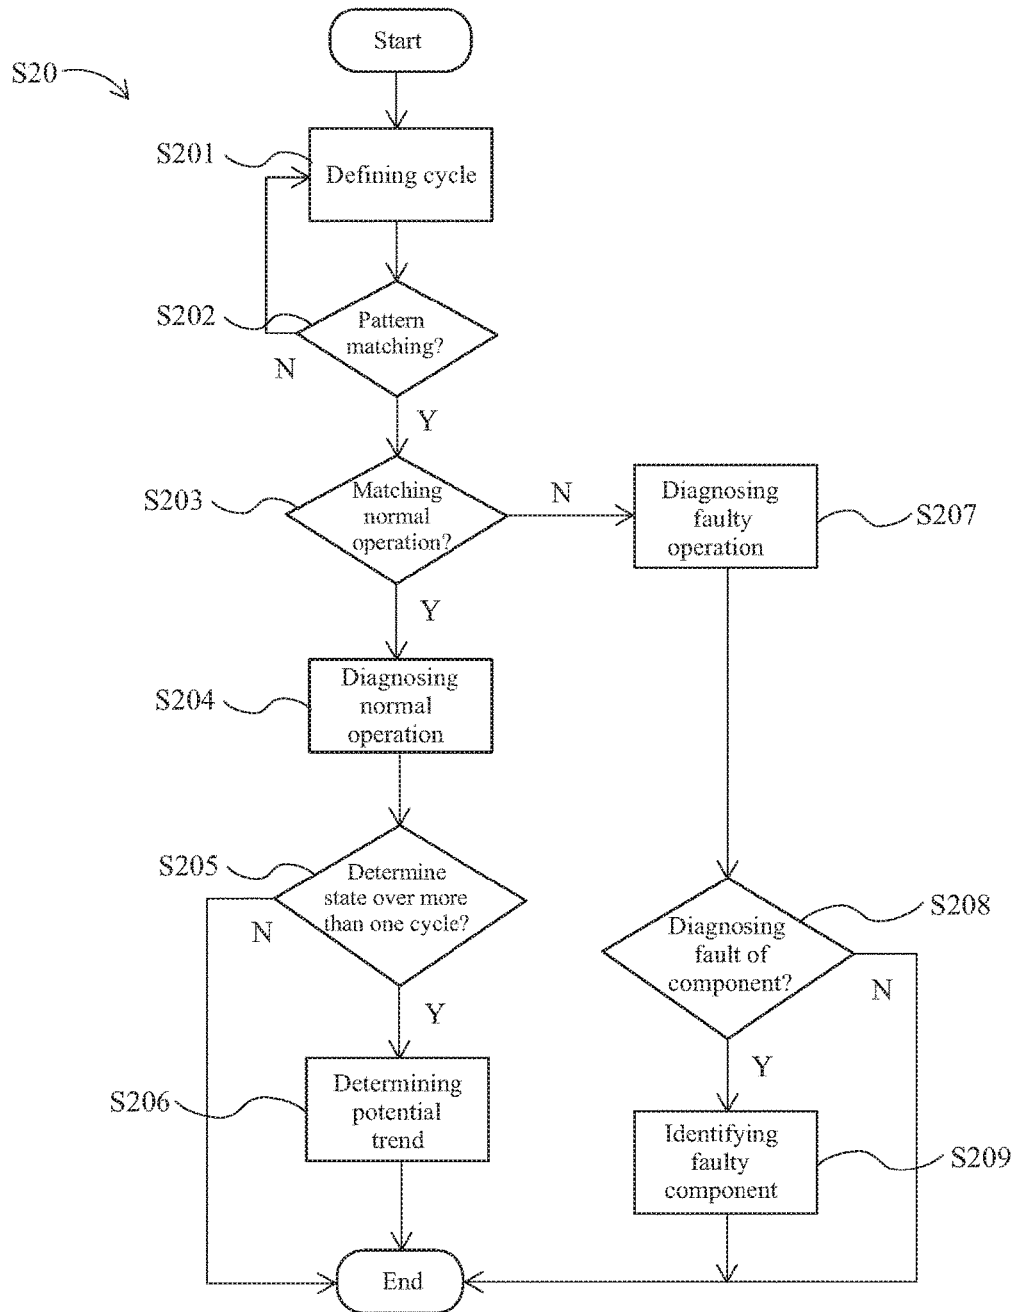 Start
S20
S201
Defining cycle
S202
Pattern
matching?
N
Y
S203
Matching
normal
operation?
N
Diagnosing
faulty
operation
S207
Y
S204
Diagnosing
normal
operation
S205
Determine
state over more
than one cycle?
N
Y
Diagnosing
fault of
component?
S208
N
Y
S206
Determining
potential
trend
Identifying
faulty
component
S209
End